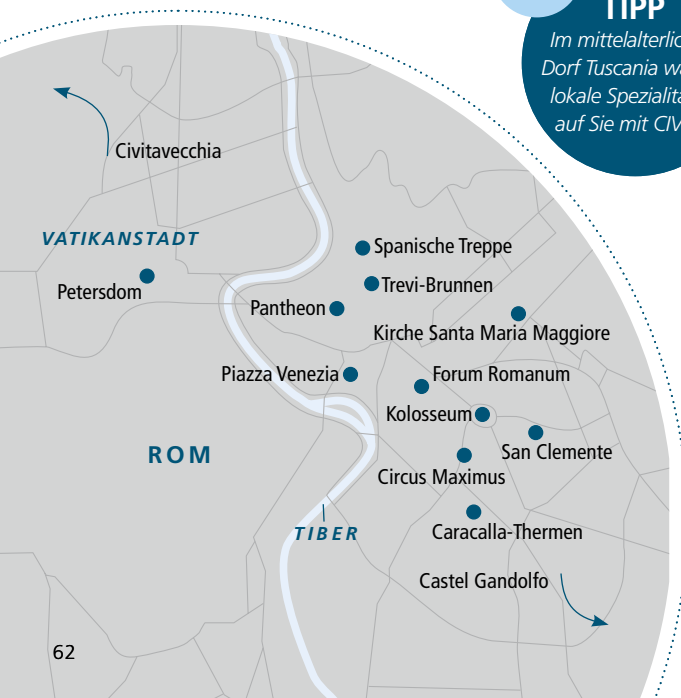 TIPP
Im mittelalterlic
Dorf Tuscania wa
lokale Spezialitä
auf Sie mit CIV
Civitavecchia
VATIKANSTADT
Spanische Treppe
Petersdom
Trevi-Brunnen
Pantheon
Kirche Santa Maria Maggiore
Piazza Venezia
Forum Romanum
Kolosseum
ROM
San Clemente
Circus Maximus
TIBER
Caracalla-Thermen
Castel Gandolfo
62